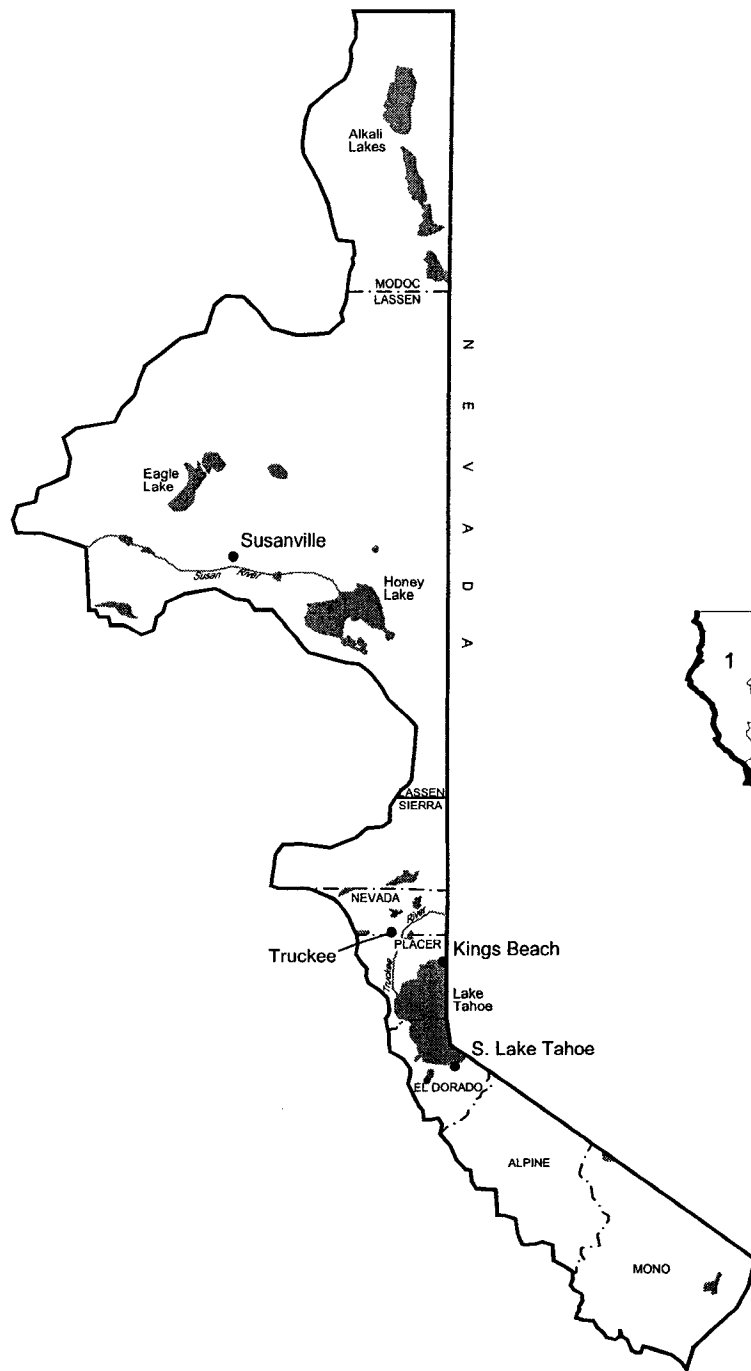 Alkali
Lakes
MODOC
LASSEN
NEVADA
Eagle
Lake
Susanville
Susan River
Honey
Lake
1
LASSEN
SIERRA
NEVADA
River
Truckee
PLACER
Kings Beach
Truckee
Lake
Tahoe
S. Lake Tahoe
EL DORADO
ALPINE
MONO